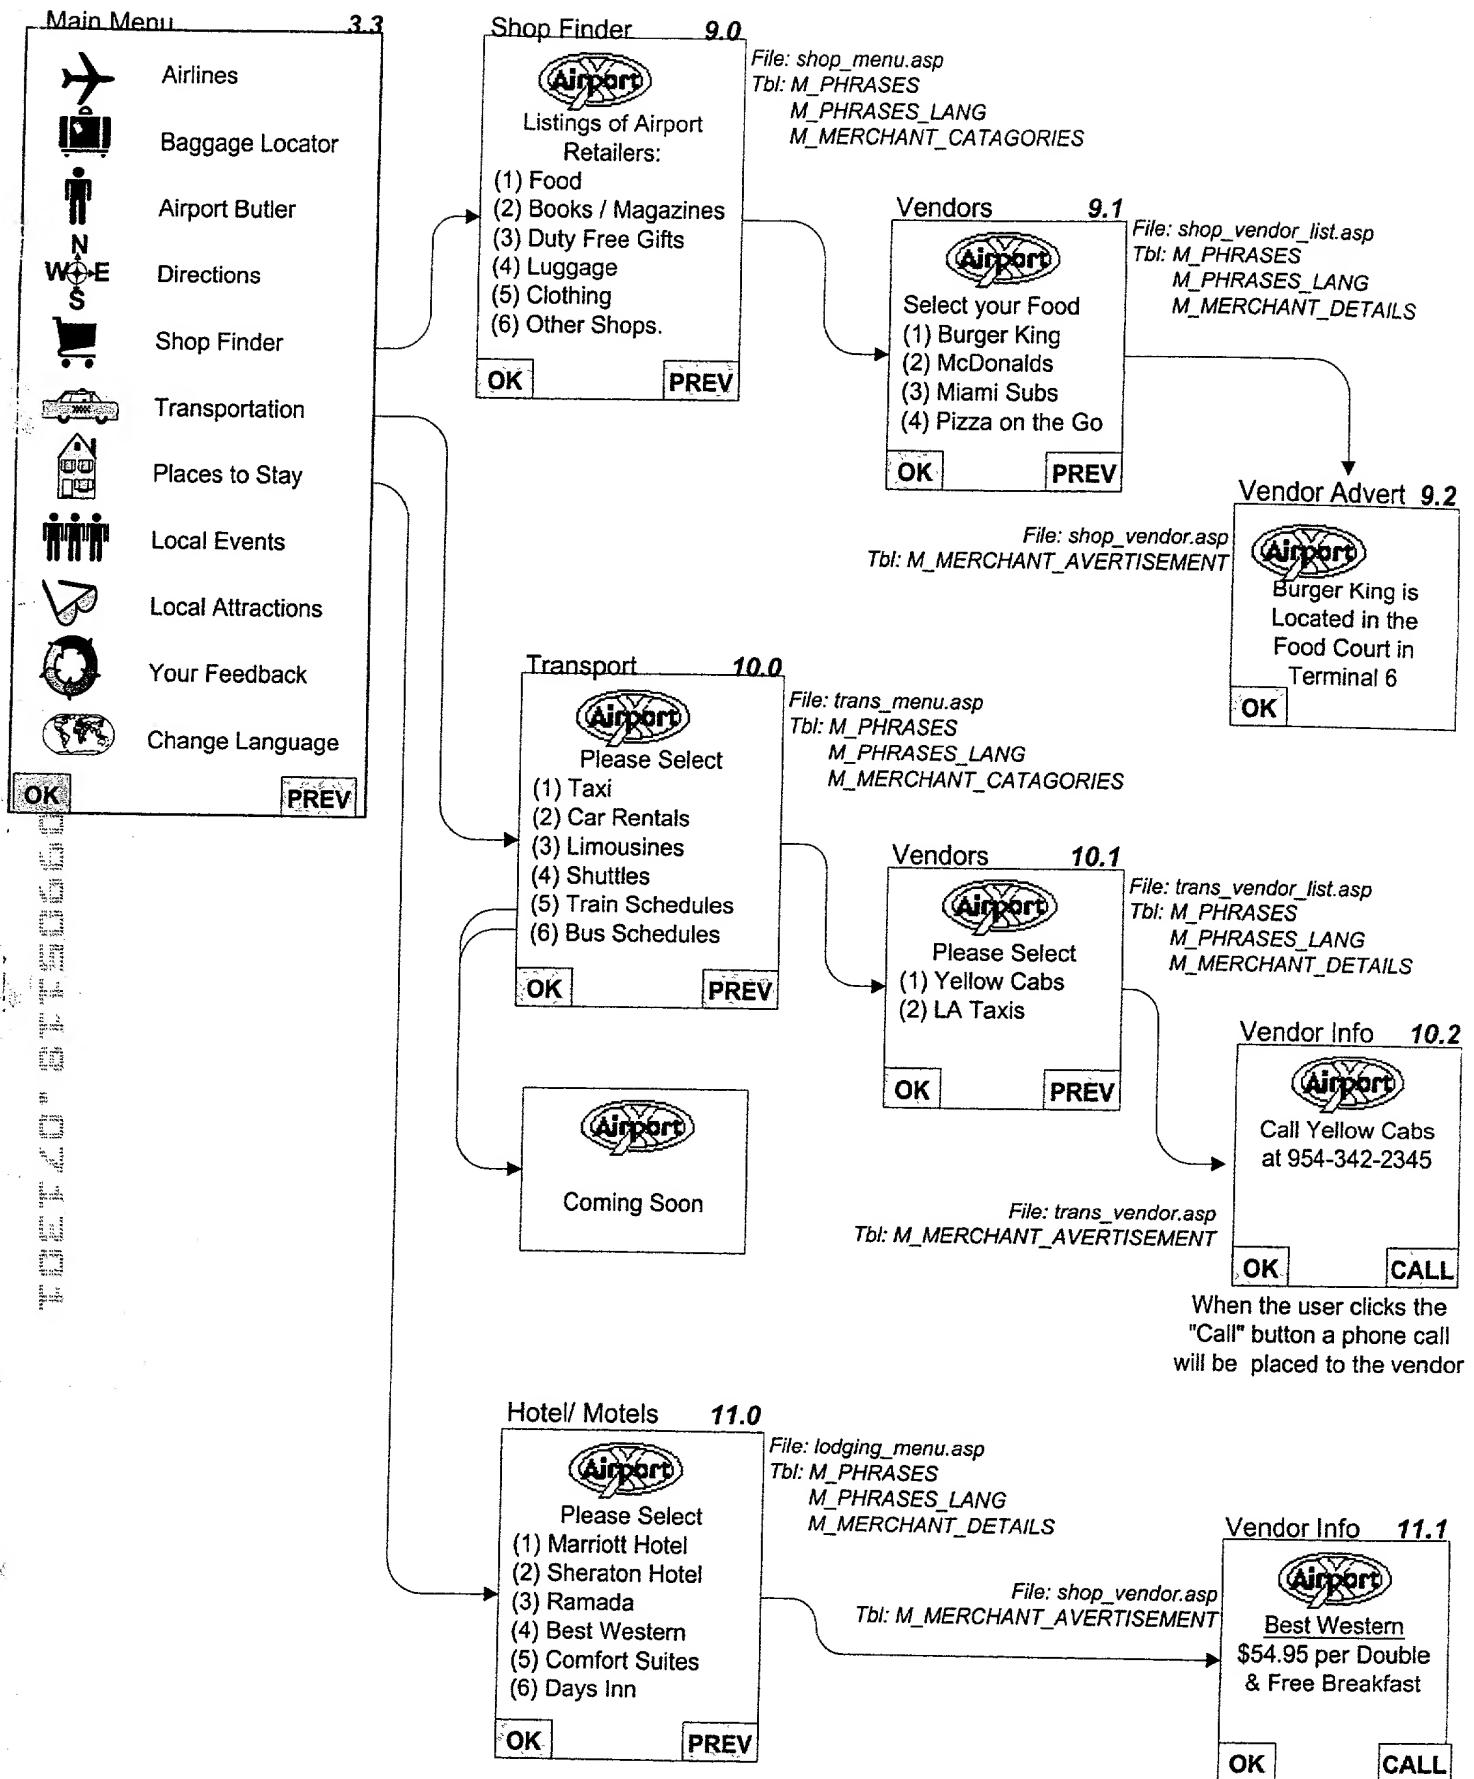 Main Menu 3.3
Airlines
Baggage Locator
Airport Butler
N
W E
S
Directions
Shop Finder
Transportation
Places to Stay
Local Events
Local Attractions
Your Feedback
Change Language
OK PREV
Shop Finder 9.0
Airport
X
Listings of Airport
Retailers:
(1) Food
(2) Books / Magazines
(3) Duty Free Gifts
(4) Luggage
(5) Clothing
(6) Other Shops.
OK PREV
File: shop_menu.asp
Tbl: M_PHRASES
M_PHRASES_LANG
M_MERCHANT_CATAGORIES
Vendors 9.1
Airport
X
Select your Food
(1) Burger King
(2) McDonalds
(3) Miami Subs
(4) Pizza on the Go
OK PREV
File: shop_vendor_list.asp
Tbl: M_PHRASES
M_PHRASES_LANG
M_MERCHANT_DETAILS
Vendor Advert 9.2
File: shop_vendor.asp
Tbl: M_MERCHANT_AVERTISEMENT
Airport
X
Burger King is
Located in the
Food Court in
Terminal 6
OK
Transport 10.0
Airport
X
Please Select
(1) Taxi
(2) Car Rentals
(3) Limousines
(4) Shuttles
(5) Train Schedules
(6) Bus Schedules
OK PREV
File: trans_menu.asp
Tbl: M_PHRASES
M_PHRASES_LANG
M_MERCHANT_CATAGORIES
Vendors 10.1
Airport
X
Please Select
(1) Yellow Cabs
(2) LA Taxis
OK PREV
File: trans_vendor_list.asp
Tbl: M_PHRASES
M_PHRASES_LANG
M_MERCHANT_DETAILS
Airport
X
Coming Soon
Vendor Info 10.2
Airport
X
Call Yellow Cabs
at 954-342-2345
File: trans_vendor.asp
Tbl: M_MERCHANT_AVERTISEMENT
OK CALL
When the user clicks the
"Call" button a phone call
will be placed to the vendor
Hotel/ Motels 11.0
Airport
X
Please Select
(1) Marriott Hotel
(2) Sheraton Hotel
(3) Ramada
(4) Best Western
(5) Comfort Suites
(6) Days Inn
OK PREV
File: lodging_menu.asp
Tbl: M_PHRASES
M_PHRASES_LANG
M_MERCHANT_DETAILS
Vendor Info 11.1
File: shop_vendor.asp
Tbl: M_MERCHANT_AVERTISEMENT
Airport
X
Best Western
$54.95 per Double
& Free Breakfast
OK CALL